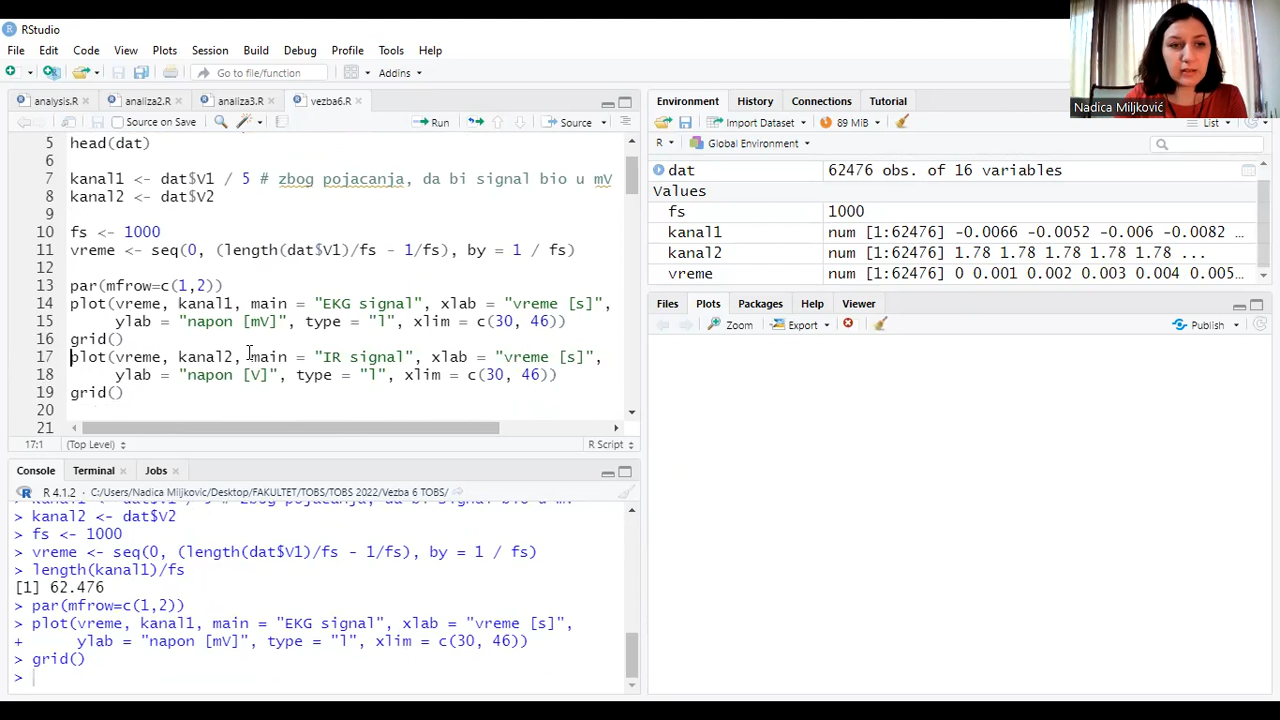 RStudio
File Edit Code View Plots Session Build Debug Profile Tools Help
Go to file/function Addins
analysis.R analiza2.R analiza3.R vezba6.R
Source on Save Run Source
5 head(dat)
6
7 kanal1 <- dat$V1 / 5 # zbog pojacanja, da bi signal bio u mV
8 kanal2 <- dat$V2
9
10 fs <- 1000
11 vreme <- seq(0, (length(dat$V1)/fs - 1/fs), by = 1 / fs)
12
13 par(mfrow=c(1,2))
14 plot(vreme, kanal1, main = "EKG signal", xlab = "vreme [s]",
15 ylab = "napon [mV]", type = "l", xlim = c(30, 46))
16 grid()
17 plot(vreme, kanal2, main = "IR signal", xlab = "vreme [s]",
18 ylab = "napon [V]", type = "l", xlim = c(30, 46))
19 grid()
20
21
17:1 (Top Level) R Script
Console Terminal Jobs
R 4.1.2 · C:/Users/Nadica Miljkovic/Desktop/FAKULTET/TOBS/TOBS 2022/Vezba 6 TOBS/
> kanal2 <- dat$V2
> fs <- 1000
> vreme <- seq(0, (length(dat$V1)/fs - 1/fs), by = 1 / fs)
> length(kanal1)/fs
[1] 62.476
> par(mfrow=c(1,2))
> plot(vreme, kanal1, main = "EKG signal", xlab = "vreme [s]",
+ ylab = "napon [mV]", type = "l", xlim = c(30, 46))
> grid()
>
Nadica Miljković
Environment History Connections Tutorial
Import Dataset 89 MiB List
R Global Environment
dat 62476 obs. of 16 variables
Values
fs 1000
kanal1 num [1:62476] -0.0066 -0.0052 -0.006 -0.0082 ...
kanal2 num [1:62476] 1.78 1.78 1.78 1.78 1.78 ...
vreme num [1:62476] 0 0.001 0.002 0.003 0.004 0.005...
Files Plots Packages Help Viewer
Zoom Export Publish